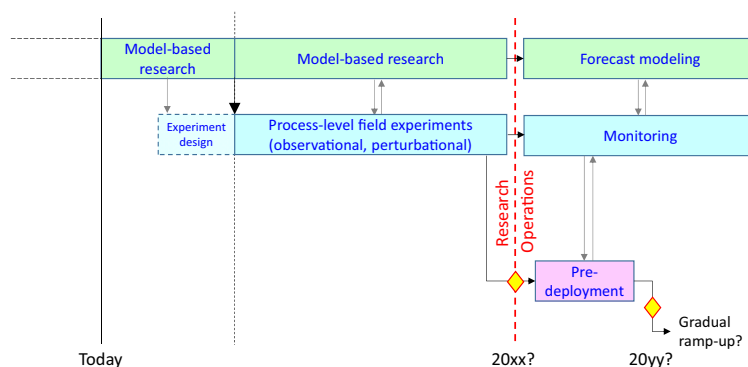 Model-based
research
Model-based research
Forecast modeling
Experiment
design
Process-level field experiments
(observational, perturbational)
Monitoring
Research
Operations
Pre-
deployment
Gradual
ramp-up?
Today
20xx?
20yy?